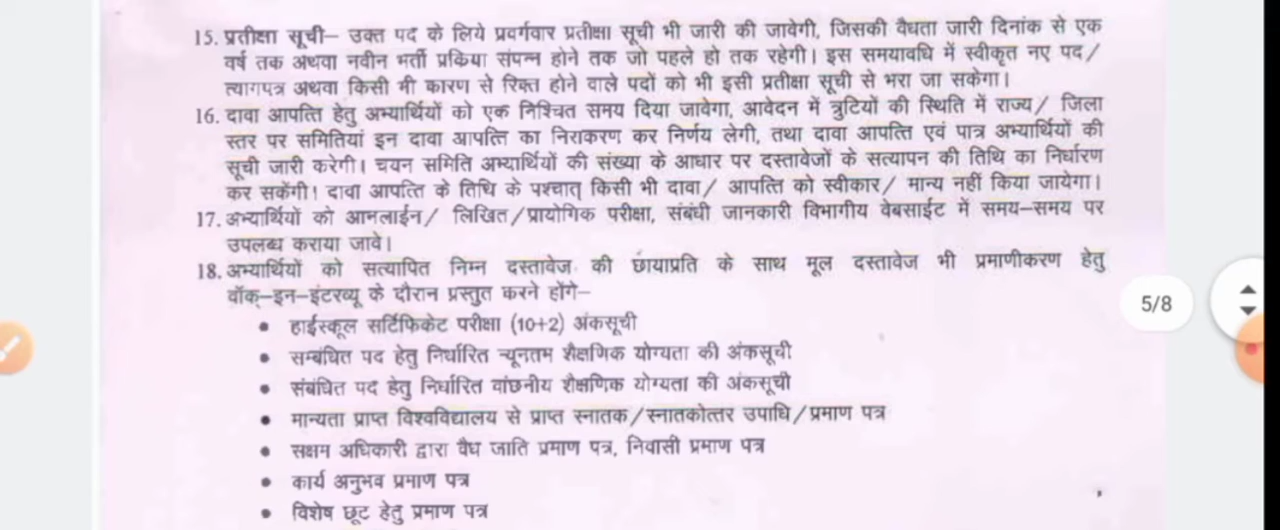 15. प्रतीक्षा सूची– उक्त पद के लिये प्रवर्गवार प्रतीक्षा सूची भी जारी की जावेगी, जिसकी वैधता जारी दिनांक से एक
वर्ष तक अथवा नवीन भर्ती प्रकिया संपन्न होने तक जो पहले हो तक रहेगी। इस समयावधि में स्वीकृत नए पद/
त्यागपत्र अथवा किसी मी कारण से रिक्त होने वाले पदों को भी इसी प्रतीक्षा सूची से भरा जा सकेगा।
16. दावा आपत्ति हेतु अभ्यार्थियों को एक निश्चित समय दिया जावेगा, आवेदन में त्रुटियों की स्थिति में राज्य/ जिला
स्तर पर समितियां इन दावा आपत्ति का निराकरण कर निर्णय लेगी, तथा दावा आपत्ति एवं पात्र अभ्यार्थियों की
सूची जारी करेगी। चयन समिति अभ्यार्थियों की संख्या के आधार पर दस्तावेजों के सत्यापन की तिथि का निर्धारण
कर सकेंगी। दावा आपत्ति के तिथि के पश्चात् किसी भी दावा/ आपत्ति को स्वीकार/ मान्य नहीं किया जायेगा।
17. अभ्यार्थियों को आनलाईन/ लिखित/प्रायोगिक परीक्षा, संबंधी जानकारी विभागीय वेबसाईट में समय–समय पर
उपलब्ध कराया जावे।
18. अभ्यार्थियों को सत्यापित निम्न दस्तावेज की छायाप्रति के साथ मूल दस्तावेज भी प्रमाणीकरण हेतु
वॉक्–इन–इंटरव्यू के दौरान प्रस्तुत करने होंगे–
5/8
• हाईस्कूल सर्टिफिकेट परीक्षा (10+2) अंकसूची
• सम्बंधित पद हेतु निर्धारित न्यूनतम शैक्षणिक योग्यता की अंकसूची
• संबंधित पद हेतु निर्धारित वांछनीय शैक्षणिक योग्यता की अंकसूची
• मान्यता प्राप्त विश्वविद्यालय से प्राप्त स्नातक/स्नातकोत्तर उपाधि/प्रमाण पत्र
• सक्षम अधिकारी द्वारा वैध जाति प्रमाण पत्र, निवासी प्रमाण पत्र
• कार्य अनुभव प्रमाण पत्र
• विशेष छूट हेतु प्रमाण पत्र